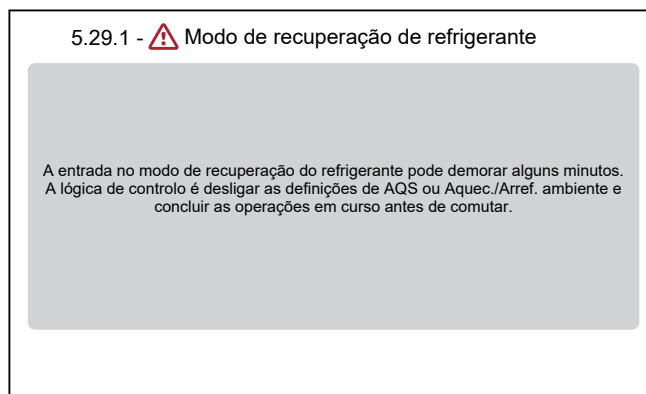 5.29.1 - Modo de recuperação de refrigerante
A entrada no modo de recuperação do refrigerante pode demorar alguns minutos.
A lógica de controlo é desligar as definições de AQS ou Aquec./Arref. ambiente e
concluir as operações em curso antes de comutar.